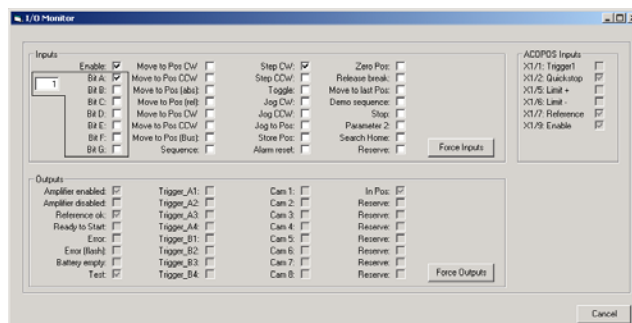 I/O Monitor
Inputs
Enable: Move to Pos CW Step CW: Zero Pos:
1 Bit A: Move to Pos CCW Step CCW: Release break:
Bit B: Move to Pos (abs): Toggle: Move to last Pos:
Bit C: Move to Pos (rel): Jog CW: Demo sequence:
Bit D: Move to Pos CW Jog CCW: Stop:
Bit E: Move to Pos CCW Jog to Pos: Parameter 2:
Bit F: Move to Pos (Bus): Store Pos: Search Home:
Bit G: Sequence: Alarm reset: Reserve:
Force Inputs
ACOPOS Inputs
X1/1: Trigger1
X1/2: Quickstop
X1/5: Limit +
X1/6: Limit -
X1/7: Reference
X1/9: Enable
Outputs
Amplifier enabled: Trigger_A1: Cam 1: In Pos:
Amplifier disabled: Trigger_A2: Cam 2: Reserve:
Reference ok: Trigger_A3: Cam 3: Reserve:
Ready to Start: Trigger_A4: Cam 4: Reserve:
Error: Trigger_B1: Cam 5: Reserve:
Error (flash): Trigger_B2: Cam 6: Reserve:
Battery empty: Trigger_B3: Cam 7: Reserve:
Test: Trigger_B4: Cam 8: Reserve:
Force Outputs
Cancel